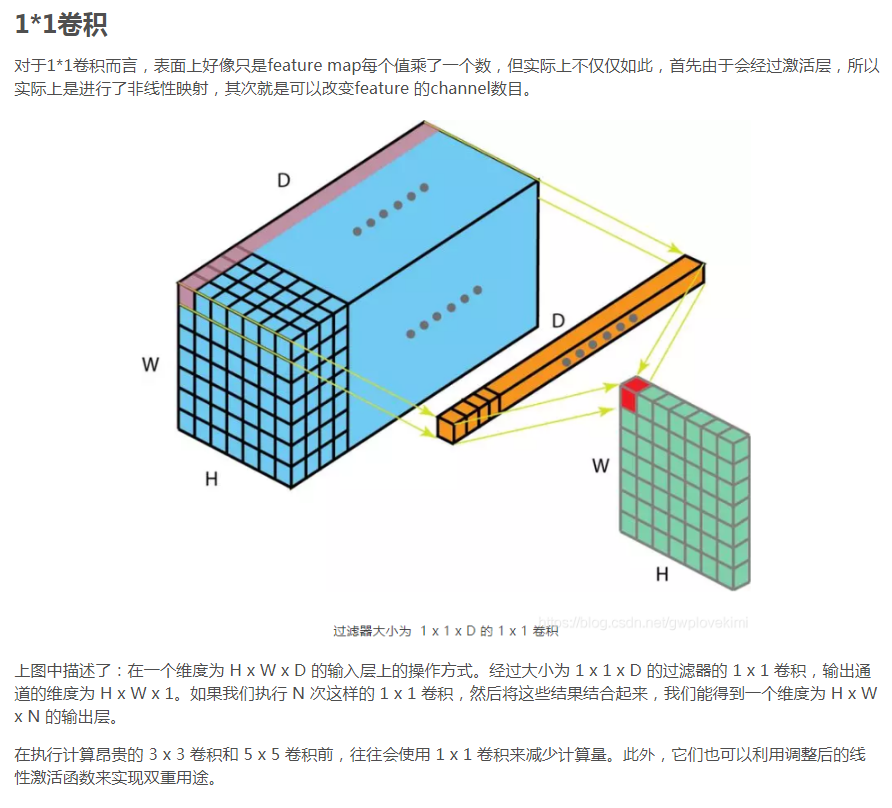 1*1卷积
对于1*1卷积而言，表面上好像只是feature map每个值乘了一个数，但实际上不仅仅如此，首先由于会经过激活层，所以
实际上是进行了非线性映射，其次就是可以改变feature 的channel数目。
D
D
W
W
H
H
过滤器大小为 1 x 1 x D 的 1 x 1 卷积
https://blog.csdn.net/gwplovekimi
上图中描述了：在一个维度为 H x W x D 的输入层上的操作方式。经过大小为 1 x 1 x D 的过滤器的 1 x 1 卷积，输出通
道的维度为 H x W x 1。如果我们执行 N 次这样的 1 x 1 卷积，然后将这些结果结合起来，我们能得到一个维度为 H x W
x N 的输出层。
在执行计算昂贵的 3 x 3 卷积和 5 x 5 卷积前，往往会使用 1 x 1 卷积来减少计算量。此外，它们也可以利用调整后的线
性激活函数来实现双重用途。